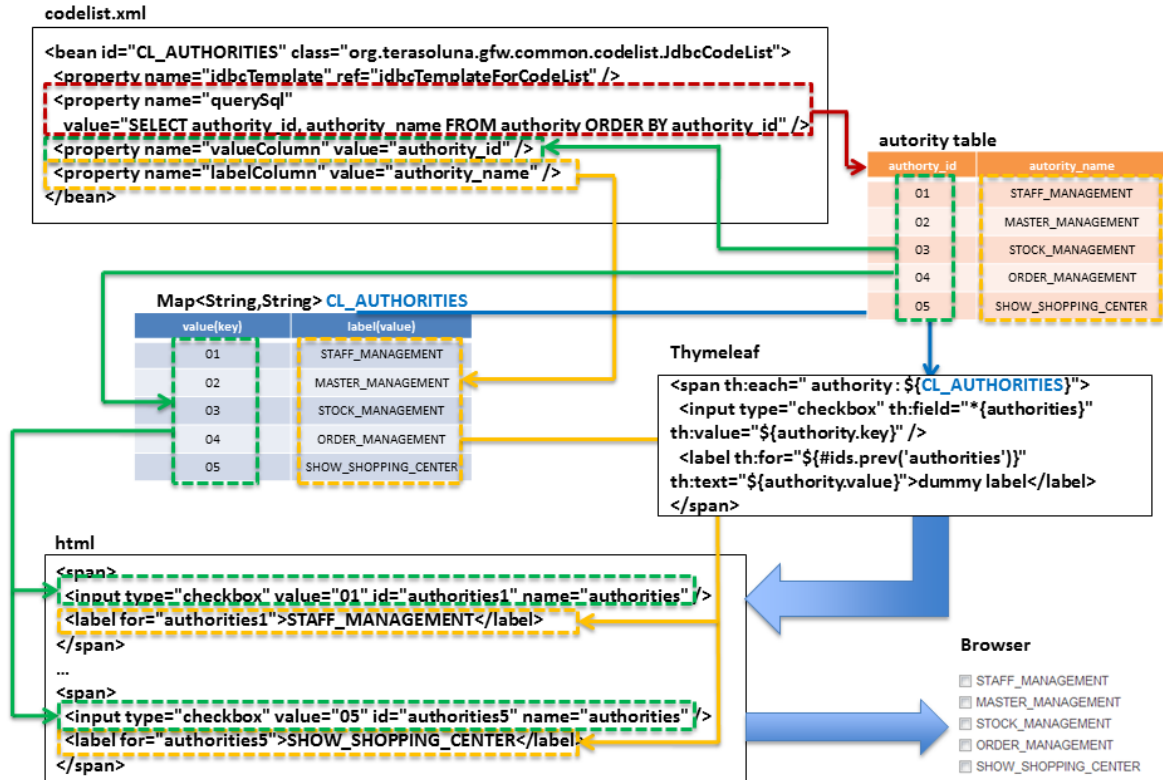 codelist.xml
<bean id="CL_AUTHORITIES" class="org.terasoluna.gfw.common.codelist.JdbcCodeList">
<property name="jdbcTemplate" ref="jdbcTemplateForCodeList" />
<property name="querySql"
value="SELECT authority_id, authority_name FROM authority ORDER BY authority_id" />
<property name="valueColumn" value="authority_id" />
<property name="labelColumn" value="authority_name" />
</bean>
autority table
authorty_id autority_name
01 STAFF_MANAGEMENT
02 MASTER_MANAGEMENT
03 STOCK_MANAGEMENT
04 ORDER_MANAGEMENT
05 SHOW_SHOPPING_CENTER
Map<String,String> CL_AUTHORITIES
value(key) label(value)
01 STAFF_MANAGEMENT
02 MASTER_MANAGEMENT
03 STOCK_MANAGEMENT
04 ORDER_MANAGEMENT
05 SHOW_SHOPPING_CENTER
Thymeleaf
<span th:each=" authority : ${CL_AUTHORITIES}">
<input type="checkbox" th:field="*{authorities}"
th:value="${authority.key}" />
<label th:for="${#ids.prev('authorities')}"
th:text="${authority.value}">dummy label</label>
</span>
html
<span>
<input type="checkbox" value="01" id="authorities1" name="authorities" />
<label for="authorities1">STAFF_MANAGEMENT</label>
</span>
...
<span>
<input type="checkbox" value="05" id="authorities5" name="authorities" />
<label for="authorities5">SHOW_SHOPPING_CENTER</label>
</span>
Browser
STAFF_MANAGEMENT
MASTER_MANAGEMENT
STOCK_MANAGEMENT
ORDER_MANAGEMENT
SHOW_SHOPPING_CENTER